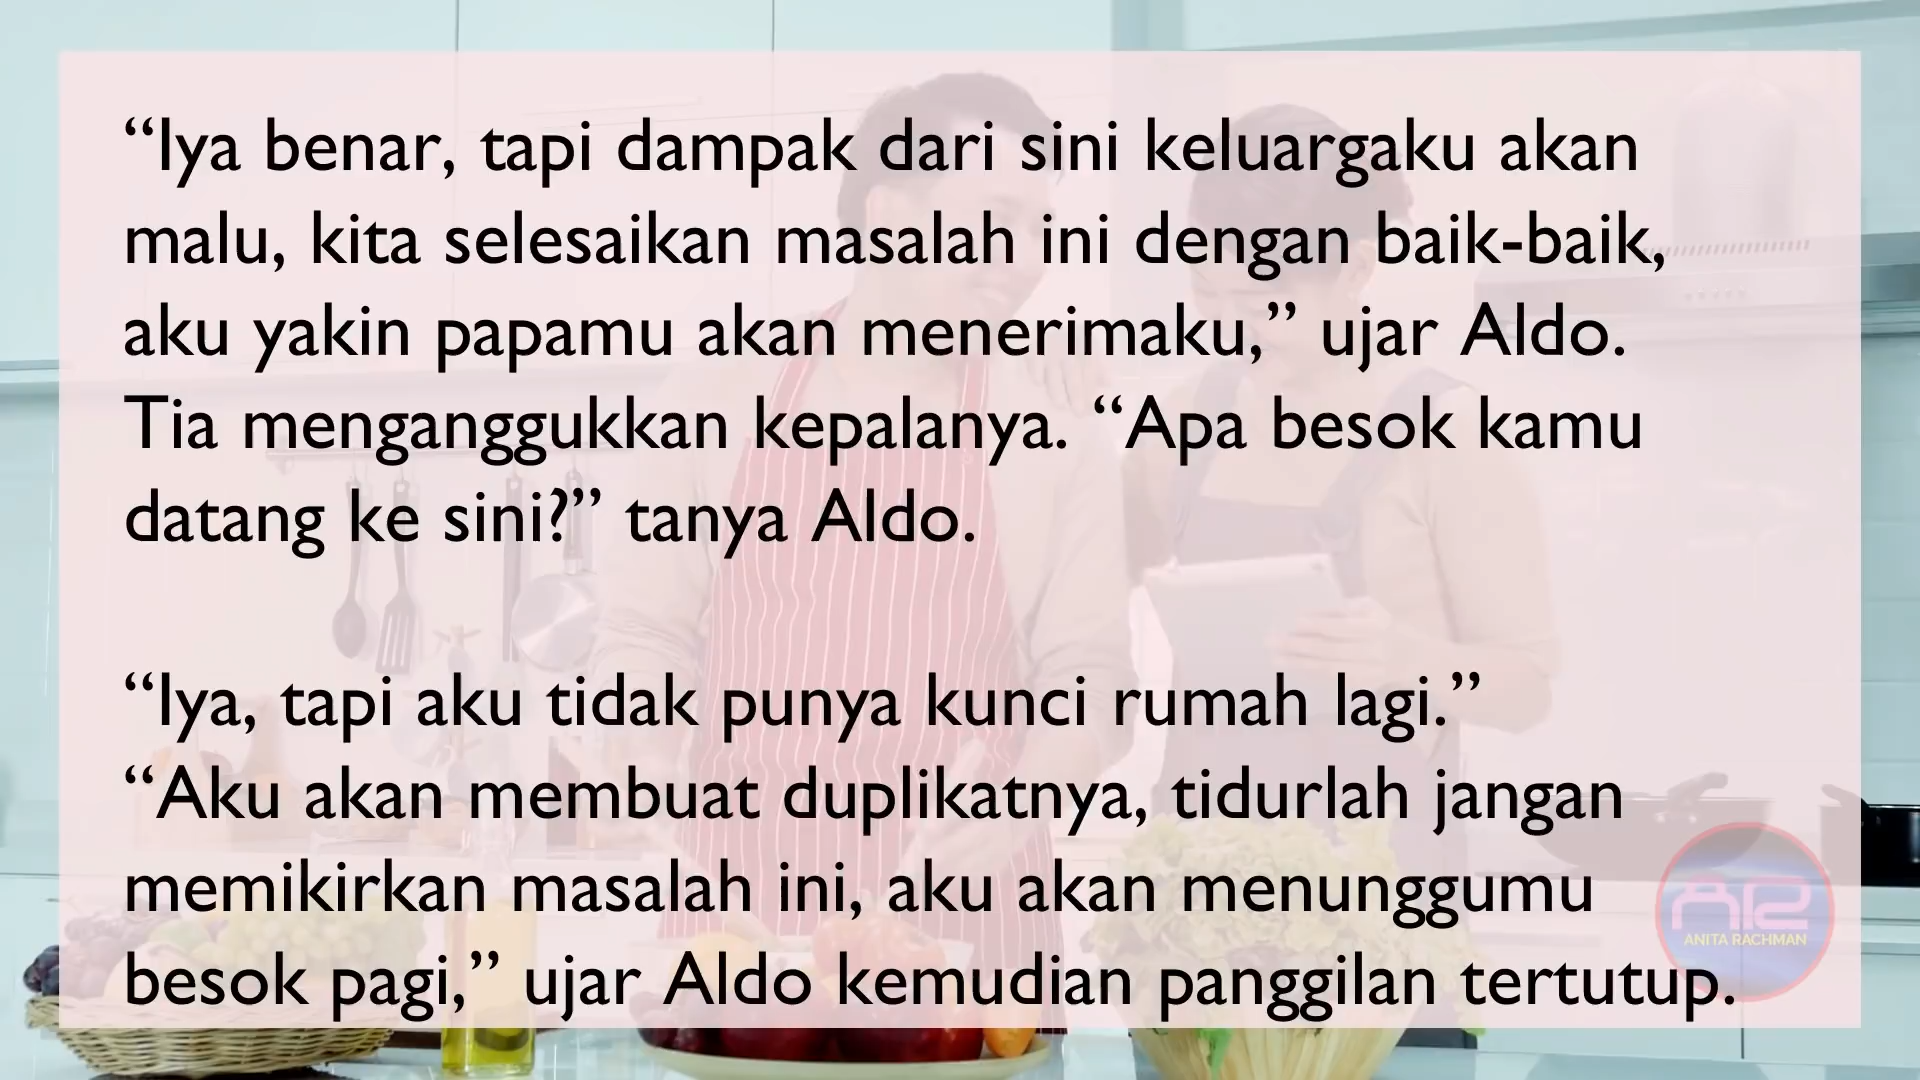 “Iya benar, tapi dampak dari sini keluargaku akan
malu, kita selesaikan masalah ini dengan baik-baik,
aku yakin papamu akan menerimaku,” ujar Aldo.
Tia menganggukkan kepalanya. “Apa besok kamu
datang ke sini?” tanya Aldo.
“Iya, tapi aku tidak punya kunci rumah lagi.”
“Aku akan membuat duplikatnya, tidurlah jangan
memikirkan masalah ini, aku akan menunggumu
besok pagi,” ujar Aldo kemudian panggilan tertutup.
AR
ANITA RACHMAN